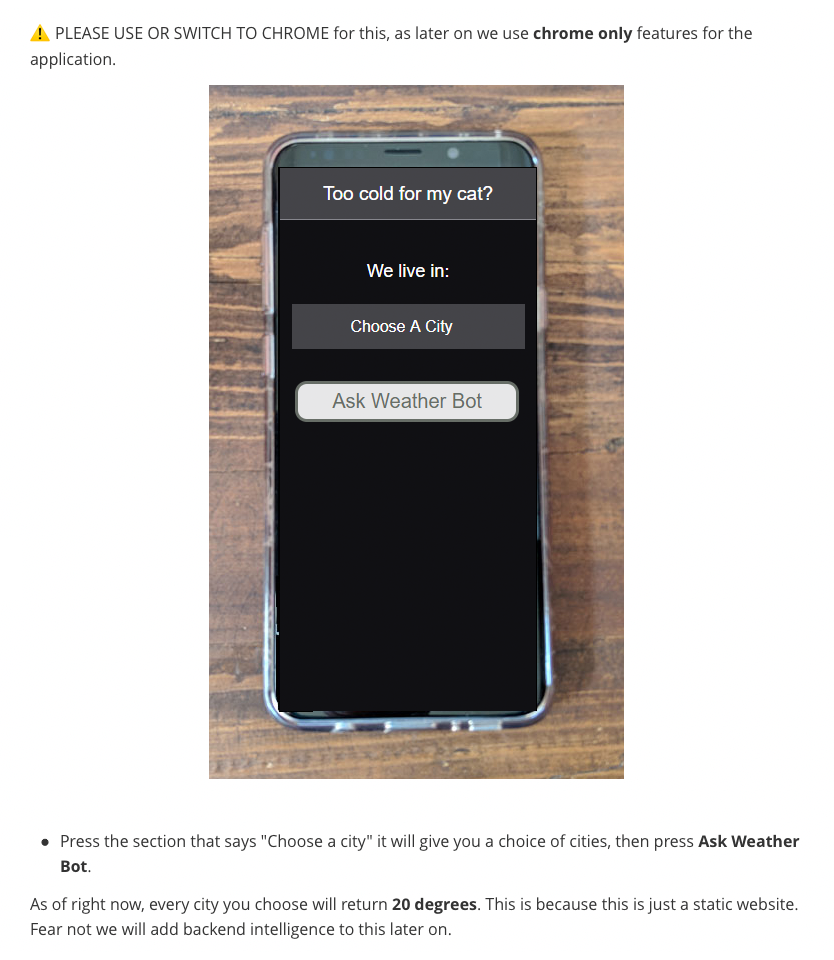 ⚠ PLEASE USE OR SWITCH TO CHROME for this, as later on we use chrome only features for the
application.
Too cold for my cat?
We live in:
Choose A City
Ask Weather Bot
• Press the section that says "Choose a city" it will give you a choice of cities, then press Ask Weather
Bot.
As of right now, every city you choose will return 20 degrees. This is because this is just a static website.
Fear not we will add backend intelligence to this later on.